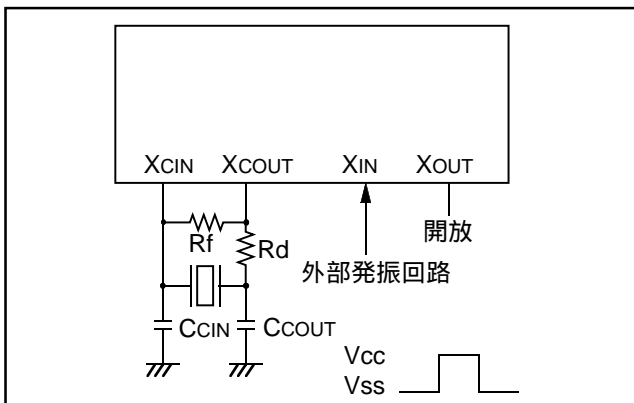 XCIN XCOUT XIN XOUT
Rf
Rd
開放
外部発振回路
CCIN CCOUT
Vcc
Vss